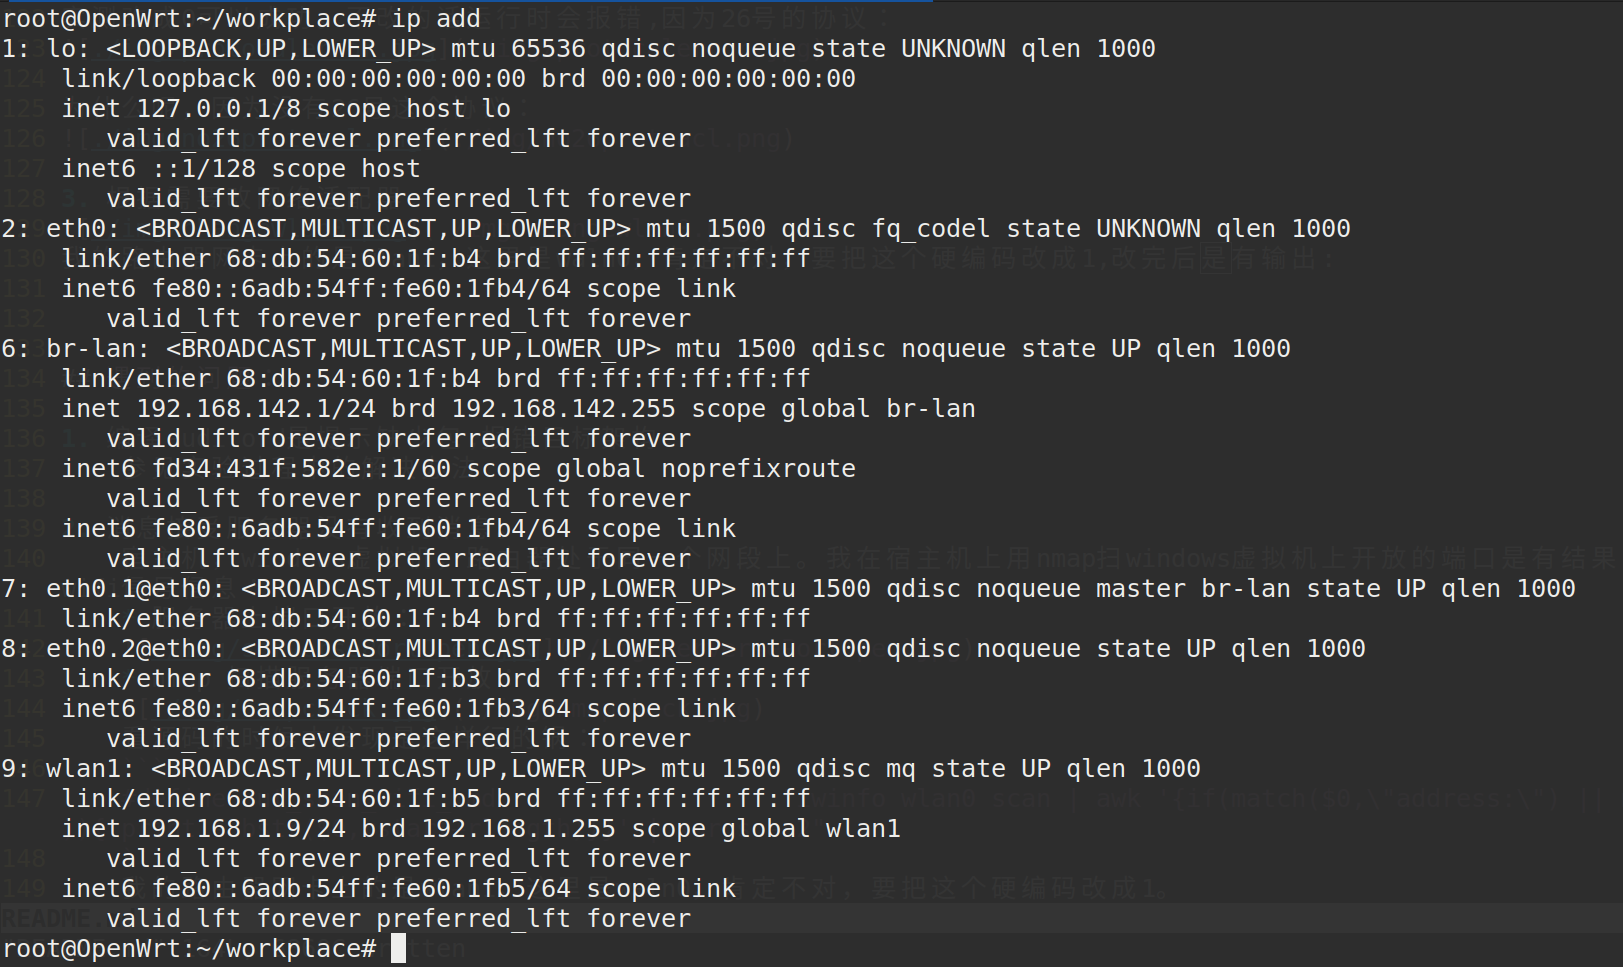 root@OpenWrt:~/workplace# ip add
1: lo: <LOOPBACK,UP,LOWER_UP> mtu 65536 qdisc noqueue state UNKNOWN qlen 1000
    link/loopback 00:00:00:00:00:00 brd 00:00:00:00:00:00
    inet 127.0.0.1/8 scope host lo
       valid_lft forever preferred_lft forever
    inet6 ::1/128 scope host
       valid_lft forever preferred_lft forever
2: eth0: <BROADCAST,MULTICAST,UP,LOWER_UP> mtu 1500 qdisc fq_codel state UNKNOWN qlen 1000
    link/ether 68:db:54:60:1f:b4 brd ff:ff:ff:ff:ff:ff
    inet6 fe80::6adb:54ff:fe60:1fb4/64 scope link
       valid_lft forever preferred_lft forever
6: br-lan: <BROADCAST,MULTICAST,UP,LOWER_UP> mtu 1500 qdisc noqueue state UP qlen 1000
    link/ether 68:db:54:60:1f:b4 brd ff:ff:ff:ff:ff:ff
    inet 192.168.142.1/24 brd 192.168.142.255 scope global br-lan
       valid_lft forever preferred_lft forever
    inet6 fd34:431f:582e::1/60 scope global noprefixroute
       valid_lft forever preferred_lft forever
    inet6 fe80::6adb:54ff:fe60:1fb4/64 scope link
       valid_lft forever preferred_lft forever
7: eth0.1@eth0: <BROADCAST,MULTICAST,UP,LOWER_UP> mtu 1500 qdisc noqueue master br-lan state UP qlen 1000
    link/ether 68:db:54:60:1f:b4 brd ff:ff:ff:ff:ff:ff
8: eth0.2@eth0: <BROADCAST,MULTICAST,UP,LOWER_UP> mtu 1500 qdisc noqueue state UP qlen 1000
    link/ether 68:db:54:60:1f:b3 brd ff:ff:ff:ff:ff:ff
    inet6 fe80::6adb:54ff:fe60:1fb3/64 scope link
       valid_lft forever preferred_lft forever
9: wlan1: <BROADCAST,MULTICAST,UP,LOWER_UP> mtu 1500 qdisc mq state UP qlen 1000
    link/ether 68:db:54:60:1f:b5 brd ff:ff:ff:ff:ff:ff
    inet 192.168.1.9/24 brd 192.168.1.255 scope global wlan1
       valid_lft forever preferred_lft forever
    inet6 fe80::6adb:54ff:fe60:1fb5/64 scope link
       valid_lft forever preferred_lft forever
root@OpenWrt:~/workplace#